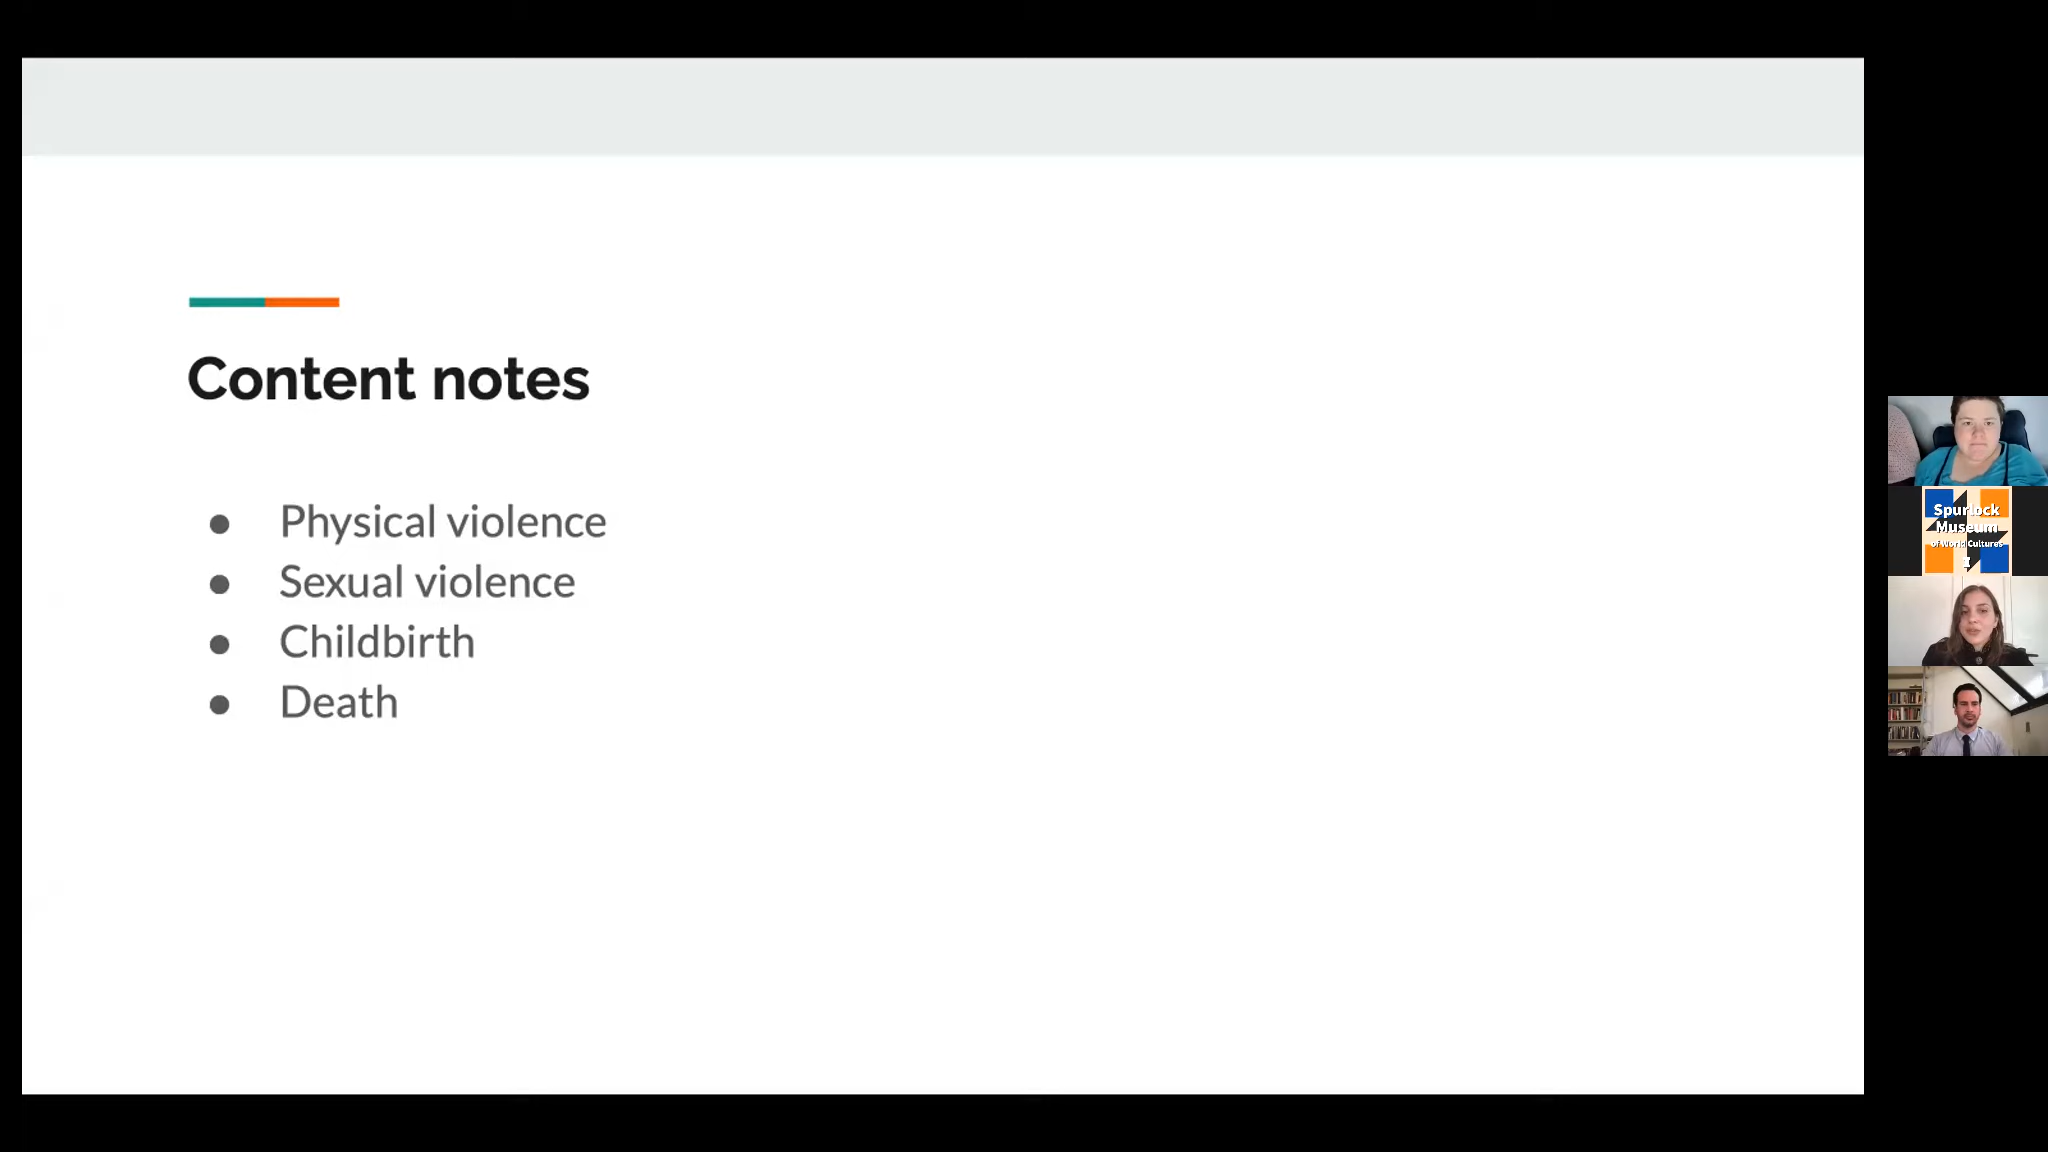 Content notes
● Physical violence
● Sexual violence
● Childbirth
● Death
Spurlock
Museum
of World Cultures
I